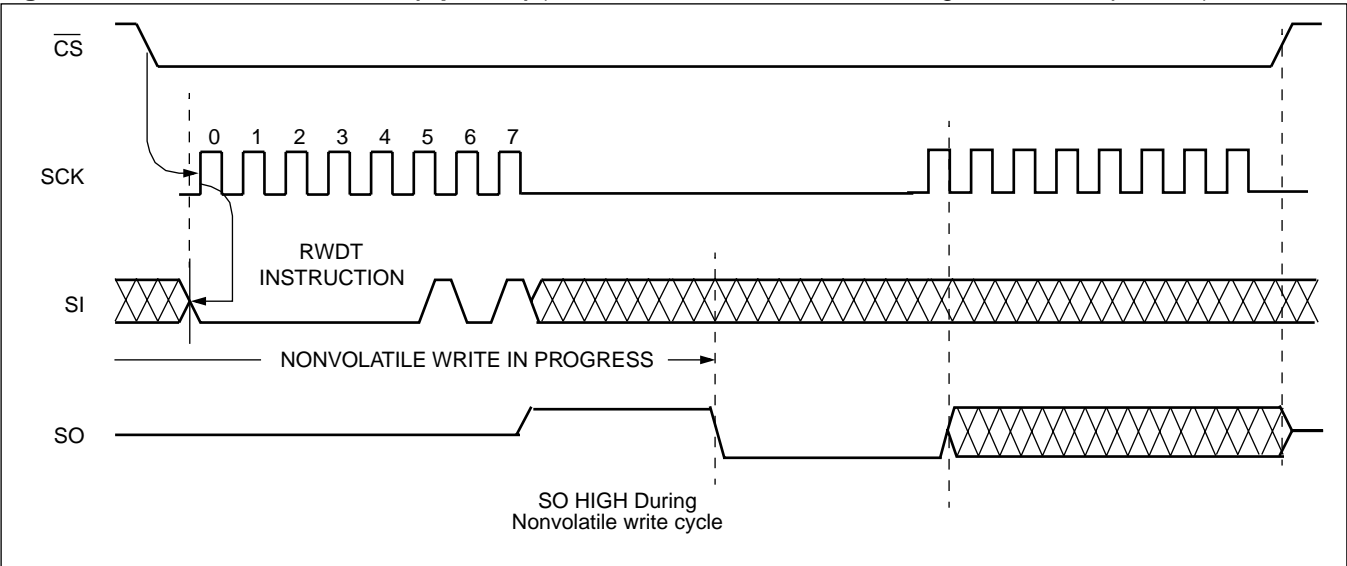 CS
0 1 2 3 4 5 6 7
SCK
RWDT
INSTRUCTION
SI
NONVOLATILE WRITE IN PROGRESS
SO
SO HIGH During
Nonvolatile write cycle